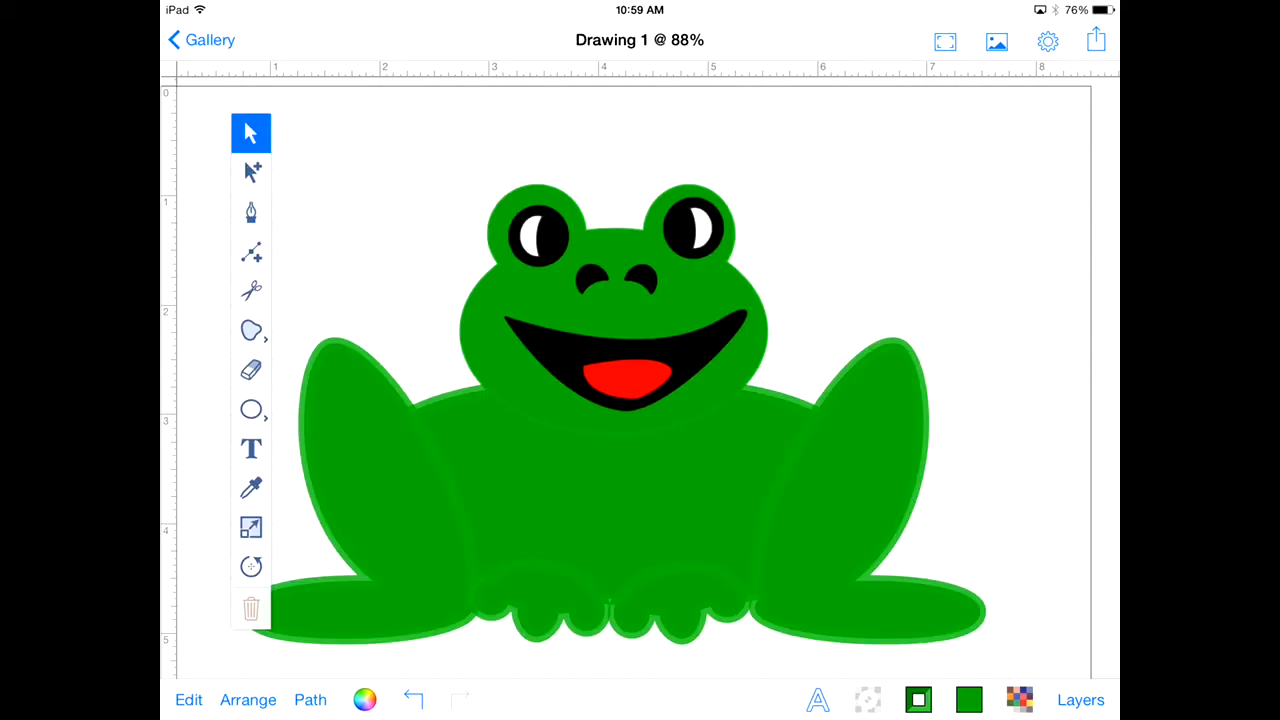 iPad 10:59 AM 76%
Gallery Drawing 1 @ 88%
1 2 3 4 5 6 7 8
0
1
2
3
4
5
T
Edit Arrange Path A Layers